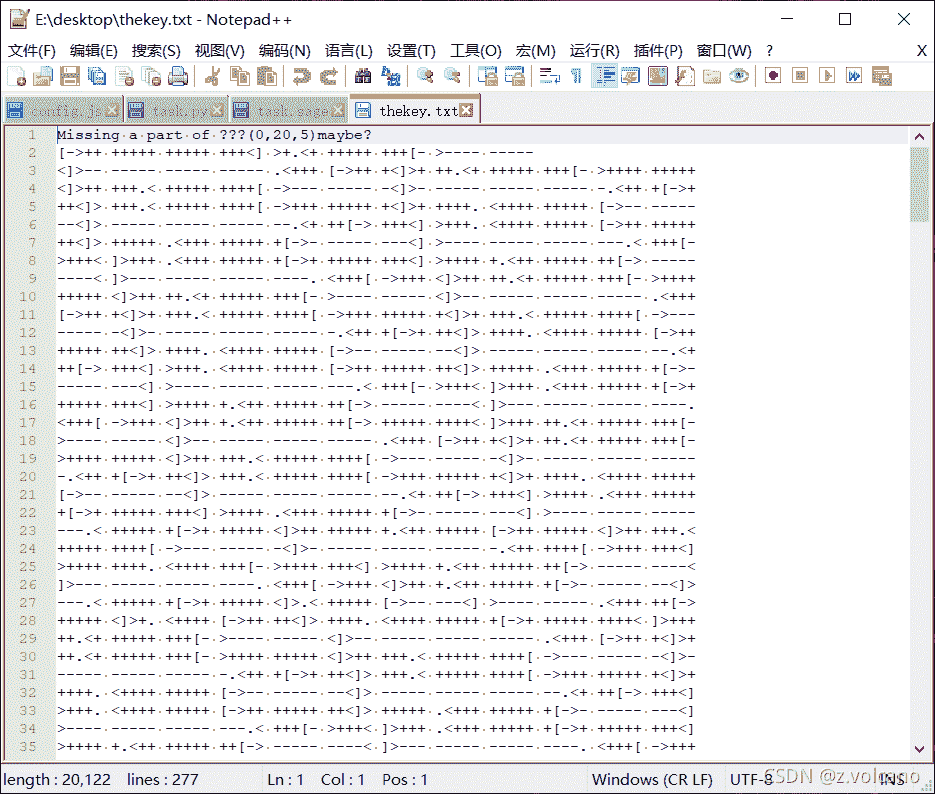 E:\desktop\thekey.txt - Notepad++
文件(F) 编辑(E) 搜索(S) 视图(V) 编码(N) 语言(L) 设置(T) 工具(O) 宏(M) 运行(R) 插件(P) 窗口(W) ? X
config.js task.py task.sage thekey.txt
1 Missing a part of ???(0,20,5)maybe?
2 [->++ +++++ +++++ +++<] >+.<+ +++++ +++[- >---- -----
3 <]>-- ----- ----- ----- .<+++ [->++ +<]>+ ++.<+ +++++ +++[- >++++ +++++
4 <]>++ +++.< +++++ ++++[ ->--- ----- -<]>- ----- ----- ----- -.<++ +[->+
5 ++<]> +++.< +++++ ++++[ ->+++ +++++ +<]>+ ++++. <++++ +++++ [->-- -----
6 --<]> ----- ----- ----- --.<+ ++[-> +++<] >+++. <++++ +++++ [->++ +++++
7 ++<]> +++++ .<+++ +++++ +[->- ----- ---<] >---- ----- ----- ---.< +++[-
8 >+++< ]>+++ .<+++ +++++ +[->+ +++++ +++<] >++++ +.<++ +++++ ++[-> -----
9 ----< ]>--- ----- ----- ----. <+++[ ->+++ <]>++ +.<++ +++++ ++[-> ++++
10 +++++ <]>++ ++.<+ +++++ +++[- >---- ----- <]>-- ----- ----- ----- .<+++
11 [->++ +<]>+ +++.< +++++ ++++[ ->+++ +++++ +<]>+ +++.< +++++ ++++[ ->---
12 ----- -<]>- ----- ----- ----- -.<++ +[->+ ++<]> ++++. <++++ +++++ [->++
13 +++++ ++<]> ++++. <++++ +++++ [->-- ----- --<]> ----- ----- ----- --.<+
14 ++[-> +++<] >+++. <++++ +++++ [->++ +++++ ++<]> +++++ .<+++ +++++ +[->-
15 ----- ---<] >---- ----- ----- ---.< +++[- >+++< ]>+++ .<+++ +++++ +[->+
16 +++++ +++<] >++++ +.<++ +++++ ++[-> ----- ----< ]>--- ----- ----- ----.
17 <+++[ ->+++ <]>++ +.<++ +++++ ++[-> +++++ ++++< ]>+++ ++.<+ +++++ +++[-
18 >---- ----- <]>-- ----- ----- ----- .<+++ [->++ +<]>+ ++.<+ +++++ +++[-
19 >++++ +++++ <]>++ +++.< +++++ ++++[ ->--- ----- -<]>- ----- ----- -----
20 -.<++ +[->+ ++<]> +++.< +++++ ++++[ ->+++ +++++ +<]>+ ++++. <++++ +++++
21 [->-- ----- --<]> ----- ----- ----- --.<+ ++[-> +++<] >++++ .<+++ +++++
22 +[->+ +++++ +++<] >++++ .<+++ +++++ +[->- ----- ---<] >---- ----- -----
23 ---.< +++++ +[->+ +++++ <]>++ +.<++ +++++ [->++ +++++ <]>++ +++.<
24 +++++ ++++[ ->--- ----- -<]>- ----- ----- ----- -.<++ ++++[ ->+++ +++<]
25 >++++ ++++. <++++ +++[- >++++ +++<] >++++ +.<++ +++++ ++[-> ----- ----<
26 ]>--- ----- ----- ----. <+++[ ->+++ <]>++ +.<++ +++++ +[->- ----- --<]>
27 ---.< +++++ +[->+ +++++ <]>.< +++++ [->-- ---<] >---- ----- .<+++ ++[->
28 +++++ <]>+. <++++ [->++ ++<]> ++++. <++++ +++++ +[->+ +++++ ++++< ]>+++
29 ++.<+ +++++ +++[- >---- ----- <]>-- ----- ----- ----- .<+++ [->++ +<]>+
30 ++.<+ +++++ +++[- >++++ +++++ <]>++ +++.< +++++ ++++[ ->--- ----- -<]>-
31 ----- ----- ----- -.<++ +[->+ ++<]> +++.< +++++ ++++[ ->+++ +++++ +<]>+
32 ++++. <++++ +++++ [->-- ----- --<]> ----- ----- ----- --.<+ ++[-> +++<]
33 >+++. <++++ +++++ [->++ +++++ ++<]> +++++ .<+++ +++++ +[->- ----- ---<]
34 >---- ----- ----- ---.< +++[- >+++< ]>+++ .<+++ +++++ +[->+ +++++ +++<]
35 >++++ +.<++ +++++ ++[-> ----- ----< ]>--- ----- ----- ----. <+++[ ->+++
length : 20,122 lines : 277 Ln : 1 Col : 1 Pos : 1 Windows (CR LF) UTF-8 INS
CSDN @z.volcano